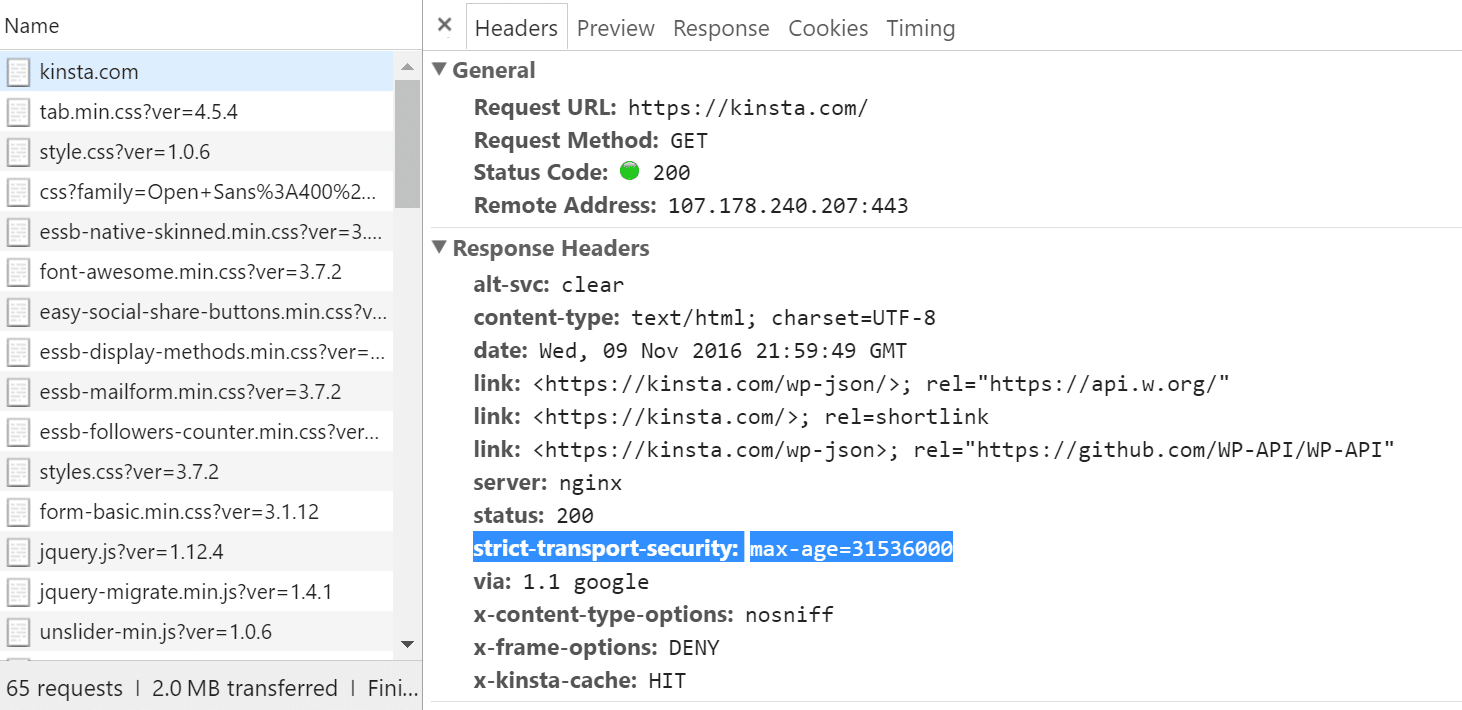 Name
kinsta.com
tab.min.css?ver=4.5.4
style.css?ver=1.0.6
css?family=Open+Sans%3A400%2...
essb-native-skinned.min.css?ver=3....
font-awesome.min.css?ver=3.7.2
easy-social-share-buttons.min.css?v...
essb-display-methods.min.css?ver=...
essb-mailform.min.css?ver=3.7.2
essb-followers-counter.min.css?ver...
styles.css?ver=3.7.2
form-basic.min.css?ver=3.1.12
jquery.js?ver=1.12.4
jquery-migrate.min.js?ver=1.4.1
unslider-min.js?ver=1.0.6
65 requests | 2.0 MB transferred | Fini...
× Headers Preview Response Cookies Timing
▼ General
Request URL: https://kinsta.com/
Request Method: GET
Status Code: 200
Remote Address: 107.178.240.207:443
▼ Response Headers
alt-svc: clear
content-type: text/html; charset=UTF-8
date: Wed, 09 Nov 2016 21:59:49 GMT
link: <https://kinsta.com/wp-json/>; rel="https://api.w.org/"
link: <https://kinsta.com/>; rel=shortlink
link: <https://kinsta.com/wp-json>; rel="https://github.com/WP-API/WP-API"
server: nginx
status: 200
strict-transport-security: max-age=31536000
via: 1.1 google
x-content-type-options: nosniff
x-frame-options: DENY
x-kinsta-cache: HIT